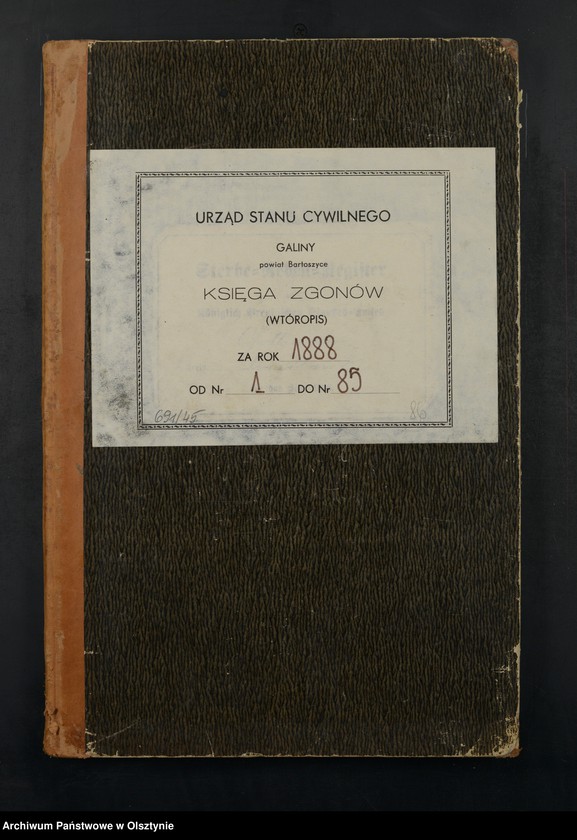 URZĄD STANU CYWILNEGO
GALINY
powiat Bartoszyce
KSIĘGA ZGONÓW
(WTÓROPIS)
ZA ROK 1888
OD Nr 1 DO Nr 85
691/45 86
Archiwum Państwowe w Olsztynie